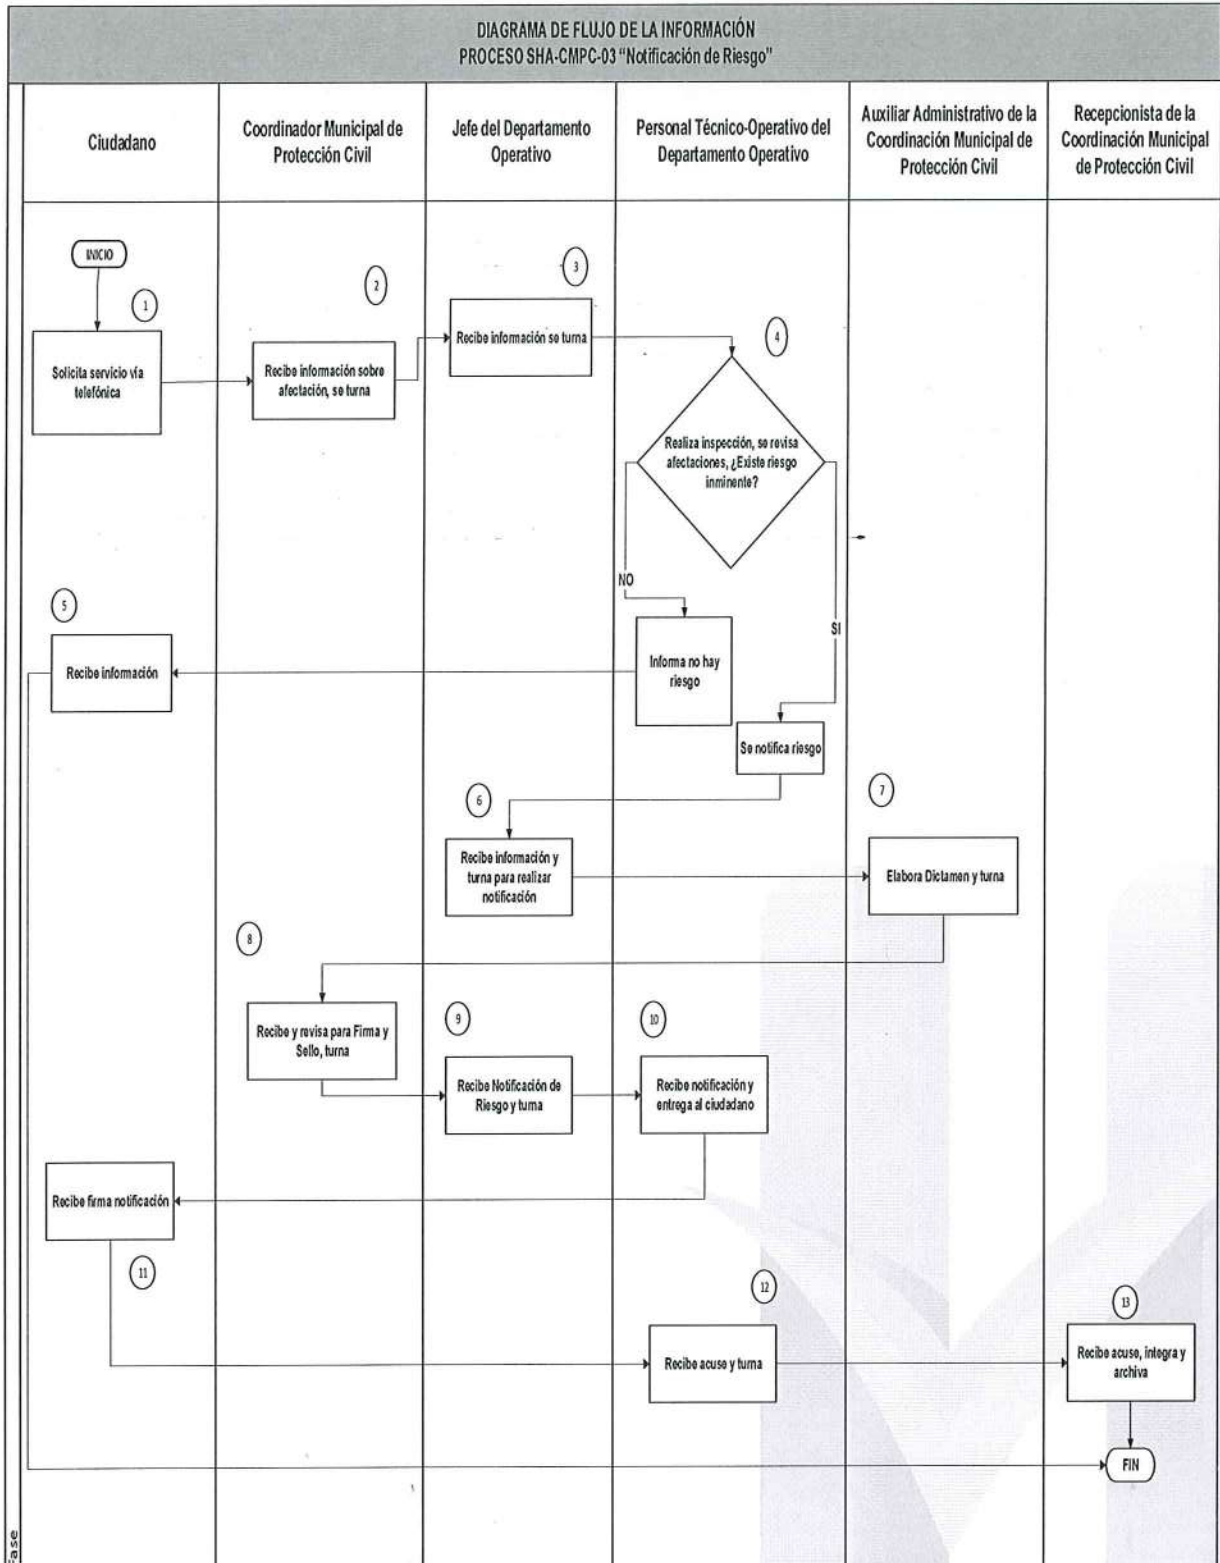 DIAGRAMA DE FLUJO DE LA INFORMACIÓN
PROCESO SHA-CMPC-03 “Notificación de Riesgo”
Ciudadano
Coordinador Municipal de
Protección Civil
Jefe del Departamento
Operativo
Personal Técnico-Operativo del
Departamento Operativo
Auxiliar Administrativo de la
Coordinación Municipal de
Protección Civil
Recepcionista de la
Coordinación Municipal
de Protección Civil
INICIO
1
Solicita servicio vía
telefónica
2
Recibe información sobre
afectación, se turna
3
Recibe información se turna
4
Realiza inspección, se revisa
afectaciones, ¿Existe riesgo
inminente?
NO
SI
5
Recibe información
Informa no hay
riesgo
Se notifica riesgo
6
Recibe información y
turna para realizar
notificación
7
Elabora Dictamen y turna
8
Recibe y revisa para Firma y
Sello, turna
9
Recibe Notificación de
Riesgo y turna
10
Recibe notificación y
entrega al ciudadano
Recibe firma notificación
11
12
Recibe acuse y turna
13
Recibe acuse, integra y
archiva
FIN
Fase